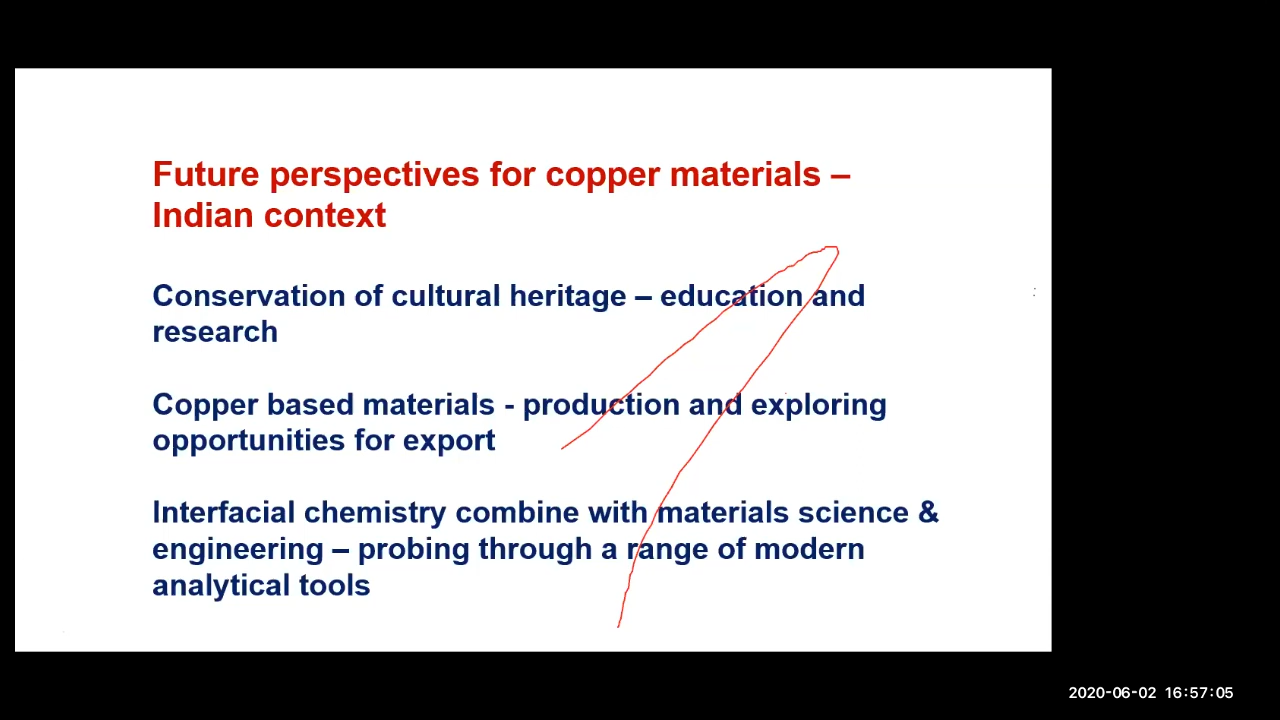 Future perspectives for copper materials –
Indian context
Conservation of cultural heritage – education and
research
Copper based materials - production and exploring
opportunities for export
Interfacial chemistry combine with materials science &
engineering – probing through a range of modern
analytical tools
2020-06-02 16:57:05